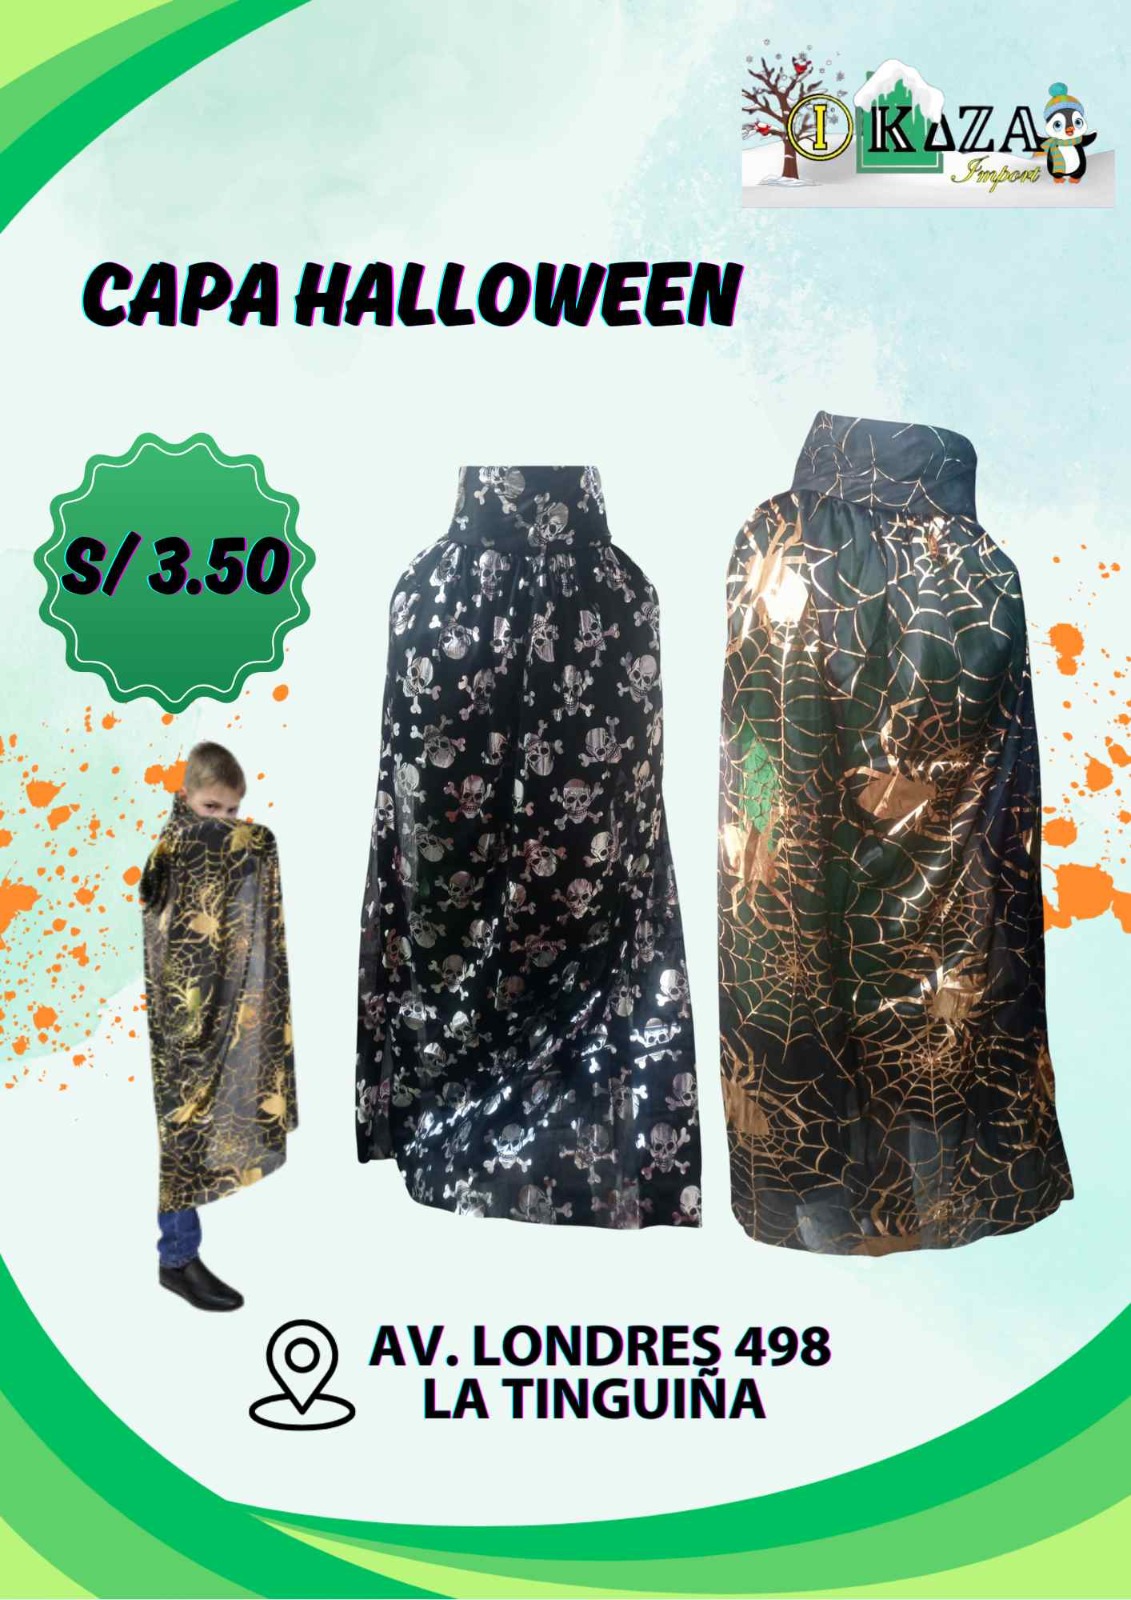 I KAZA
Import
CAPA HALLOWEEN
S/ 3.50
AV. LONDRES 498
LA TINGUIÑA